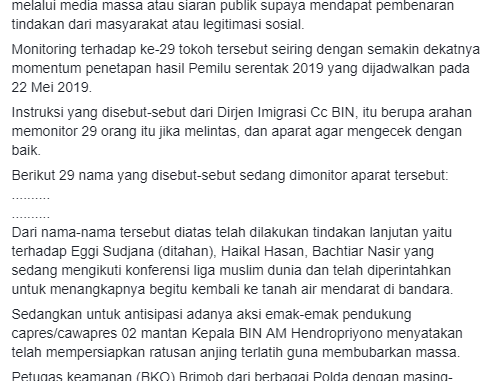 melalui media massa atau siaran publik supaya mendapat pembenaran
tindakan dari masyarakat atau legitimasi sosial.
Monitoring terhadap ke-29 tokoh tersebut seiring dengan semakin dekatnya
momentum penetapan hasil Pemilu serentak 2019 yang dijadwalkan pada
22 Mei 2019.
Instruksi yang disebut-sebut dari Dirjen Imigrasi Cc BIN, itu berupa arahan
memonitor 29 orang itu jika melintas, dan aparat agar mengecek dengan
baik.
Berikut 29 nama yang disebut-sebut sedang dimonitor aparat tersebut:
..........
..........
Dari nama-nama tersebut diatas telah dilakukan tindakan lanjutan yaitu
terhadap Eggi Sudjana (ditahan), Haikal Hasan, Bachtiar Nasir yang
sedang mengikuti konferensi liga muslim dunia dan telah diperintahkan
untuk menangkapnya begitu kembali ke tanah air mendarat di bandara.
Sedangkan untuk antisipasi adanya aksi emak-emak pendukung
capres/cawapres 02 mantan Kepala BIN AM Hendropriyono menyatakan
telah mempersiapkan ratusan anjing terlatih guna membubarkan massa.
Petugas keamanan (BKO) Brimob dari berbagai Polda dengan masing-